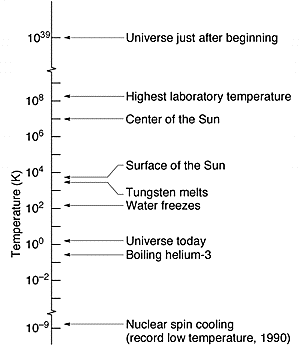 10^39 Universe just after beginning
10^8 Highest laboratory temperature
Center of the Sun
10^6
Surface of the Sun
10^4
Tungsten melts
10^2 Water freezes
10^0 Universe today
Boiling helium-3
10^−2
10^−9 Nuclear spin cooling
(record low temperature, 1990)
Temperature (K)